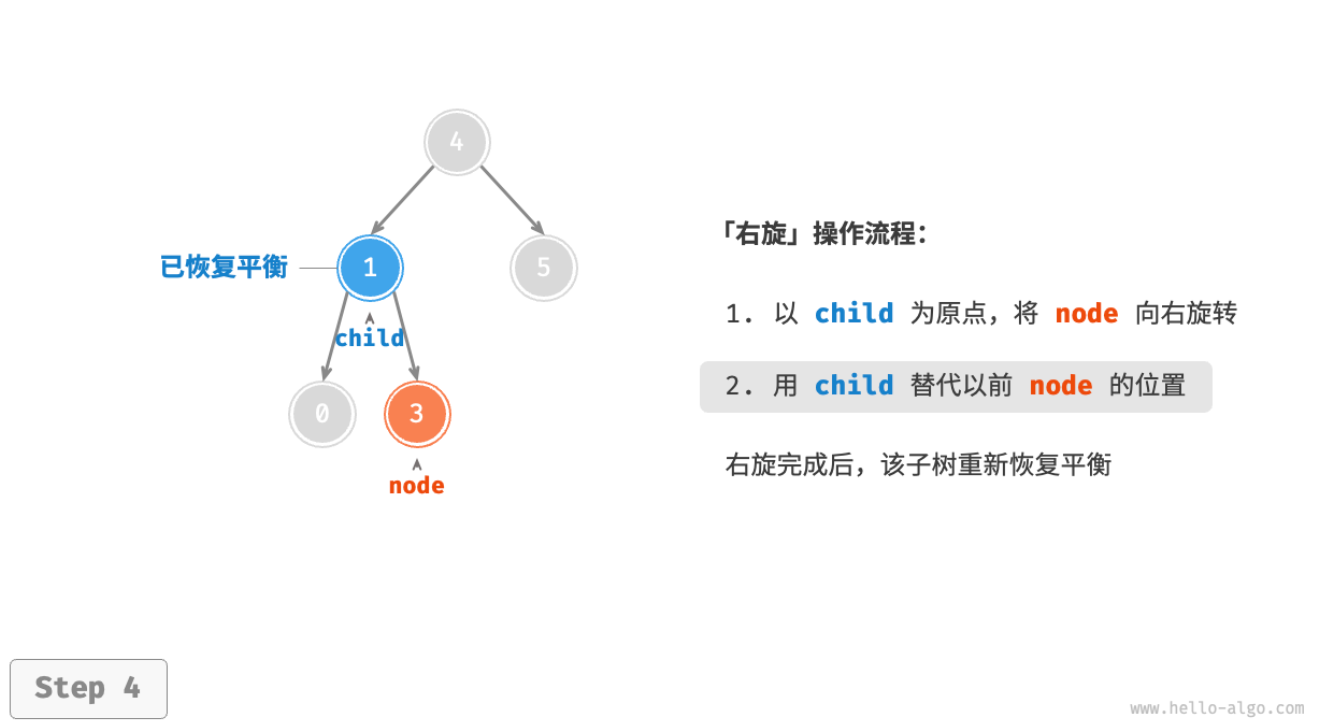 4
「右旋」操作流程：
已恢复平衡
1
5
1. 以 child 为原点，将 node 向右旋转
child
2. 用 child 替代以前 node 的位置
0
3
右旋完成后，该子树重新恢复平衡
node
Step 4
www.hello-algo.com